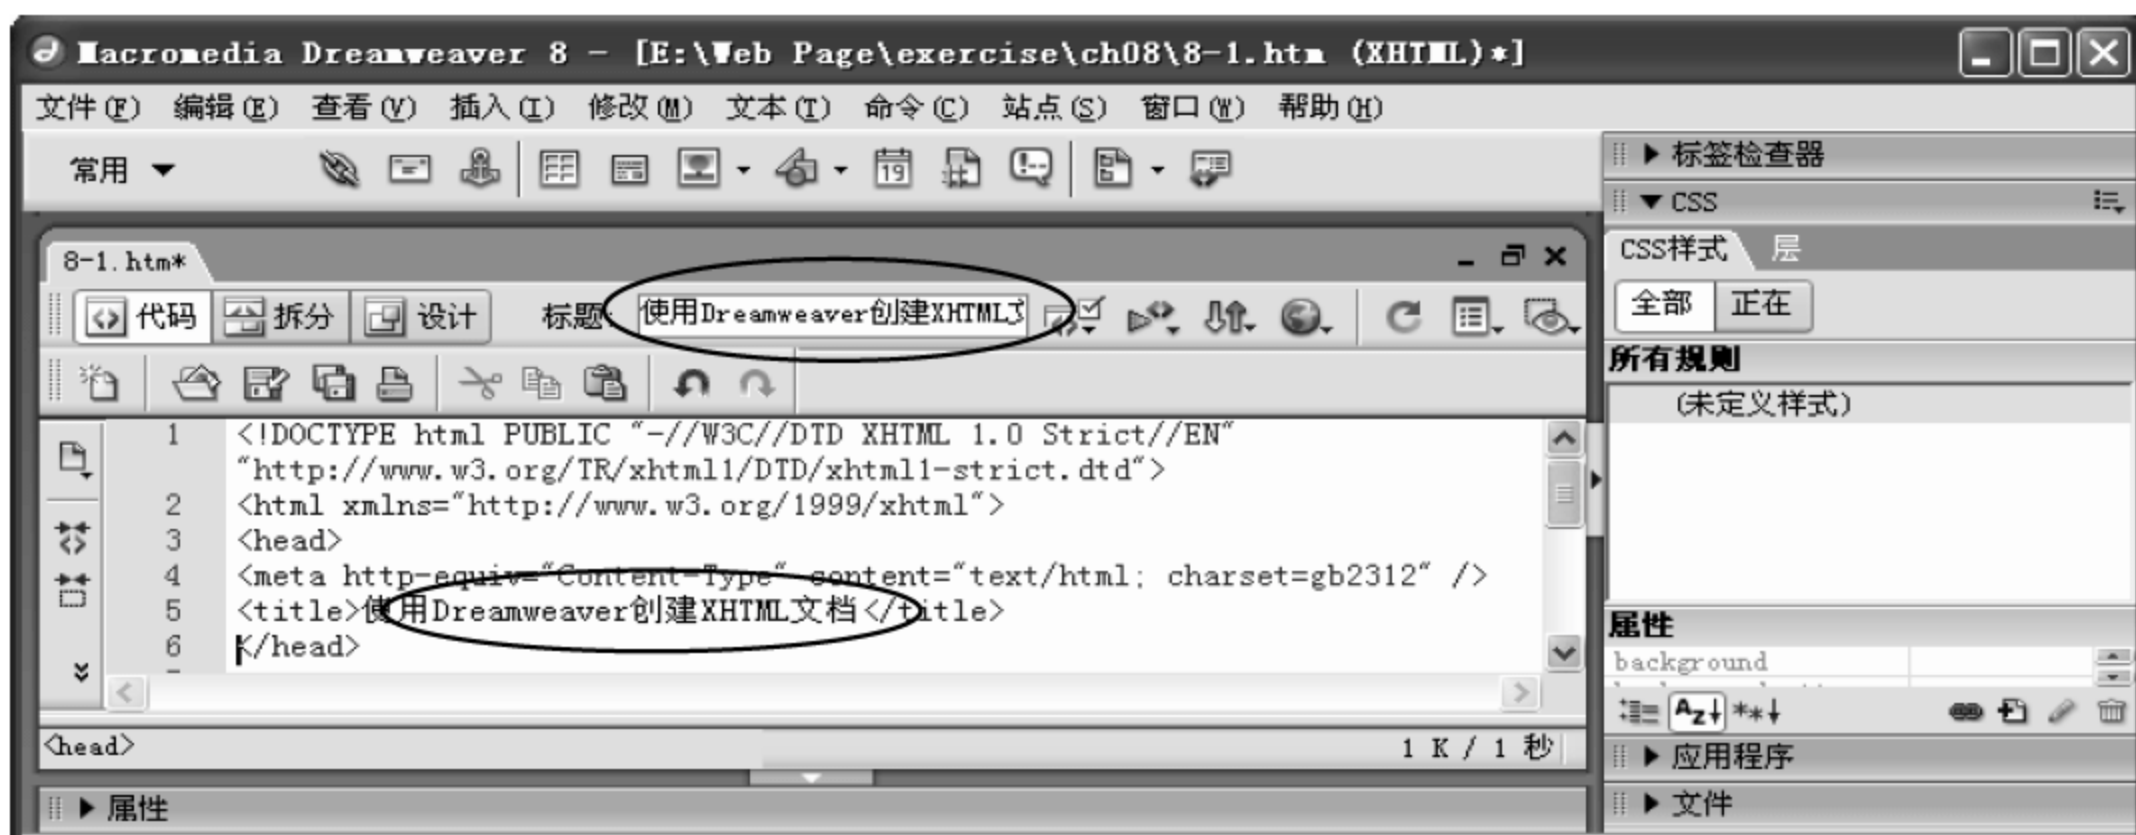 Macromedia Dreamweaver 8 - [E:\Web Page\exercise\ch08\8-1.htm (XHTML)*]
文件(F) 编辑(E) 查看(V) 插入(I) 修改(M) 文本(T) 命令(C) 站点(S) 窗口(W) 帮助(H)
常用
19
8-1.htm*
代码 拆分 设计 标题: 使用Dreamweaver创建XHTML文
1 <!DOCTYPE html PUBLIC "-//W3C//DTD XHTML 1.0 Strict//EN"
"http://www.w3.org/TR/xhtml1/DTD/xhtml1-strict.dtd">
2 <html xmlns="http://www.w3.org/1999/xhtml">
3 <head>
4 <meta http-equiv="Content-Type" content="text/html; charset=gb2312" />
5 <title>使用Dreamweaver创建XHTML文档</title>
6 </head>
<head>
1 K / 1 秒
属性
标签检查器
CSS
CSS样式 层
全部 正在
所有规则
(未定义样式)
属性
background
应用程序
文件